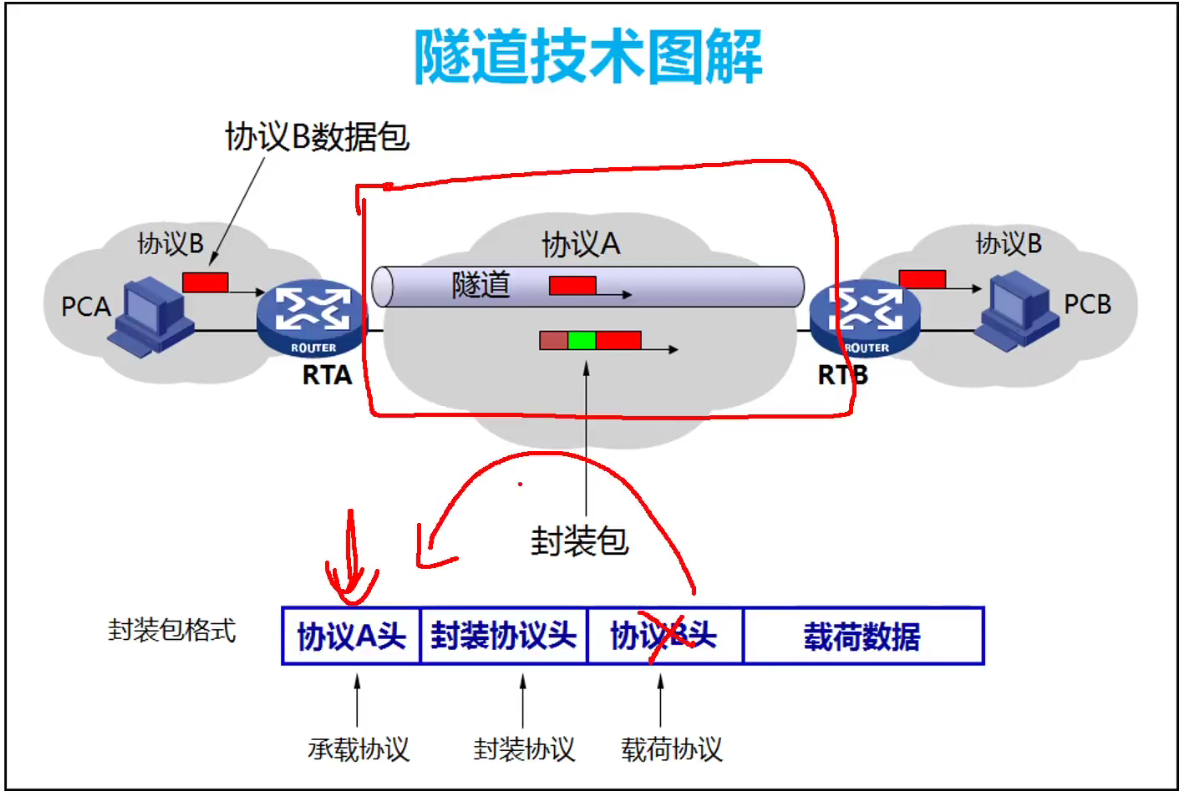 隧道技术图解
协议B数据包
协议B
协议A
协议B
隧道
PCA
PCB
ROUTER
ROUTER
RTA
RTB
封装包
封装包格式
协议A头
封装协议头
协议B头
载荷数据
承载协议
封装协议
载荷协议